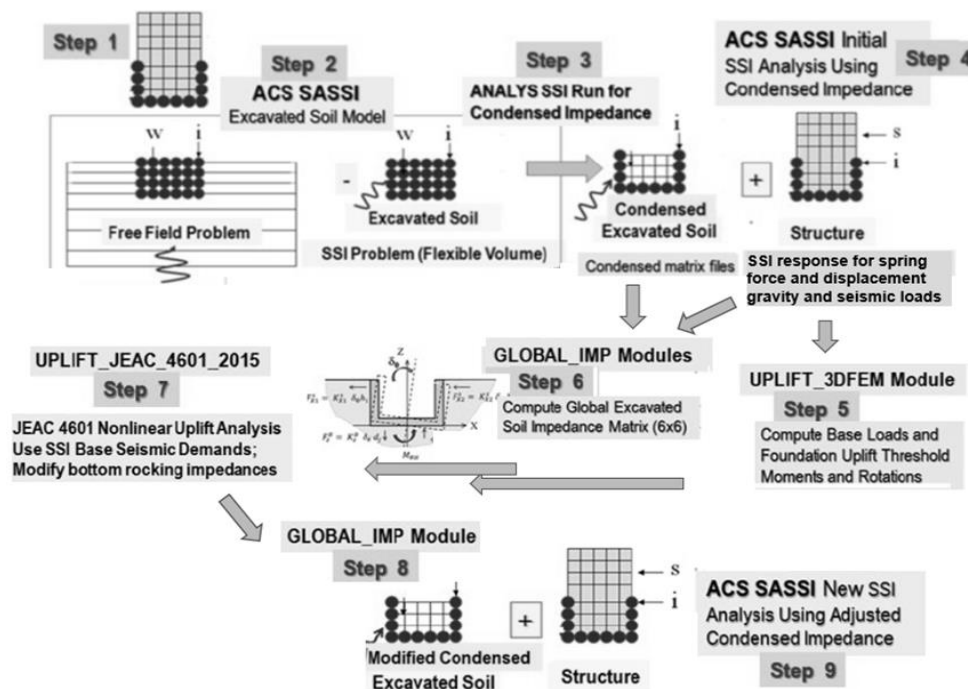 Step 1
Step 2
ACS SASSI
Excavated Soil Model
w
i
Free Field Problem
-
w
i
Excavated Soil
SSI Problem (Flexible Volume)
Step 3
ANALYS SSI Run for
Condensed Impedance
i
Condensed
Excavated Soil
Condensed matrix files
+
ACS SASSI Initial
SSI Analysis Using
Condensed Impedance
Step 4
s
i
Structure
SSI response for spring
force and displacement
gravity and seismic loads
UPLIFT_3DFEM Module
Step 5
Compute Base Loads and
Foundation Uplift Threshold
Moments and Rotations
GLOBAL_IMP Modules
Step 6
Compute Global Excavated
Soil Impedance Matrix (6x6)
Z
X
UPLIFT_JEAC_4601_2015
Step 7
JEAC 4601 Nonlinear Uplift Analysis
Use SSI Base Seismic Demands;
Modify bottom rocking impedances
GLOBAL_IMP Module
Step 8
Modified Condensed
Excavated Soil
+
s
i
Structure
ACS SASSI New SSI
Analysis Using Adjusted
Condensed Impedance
Step 9